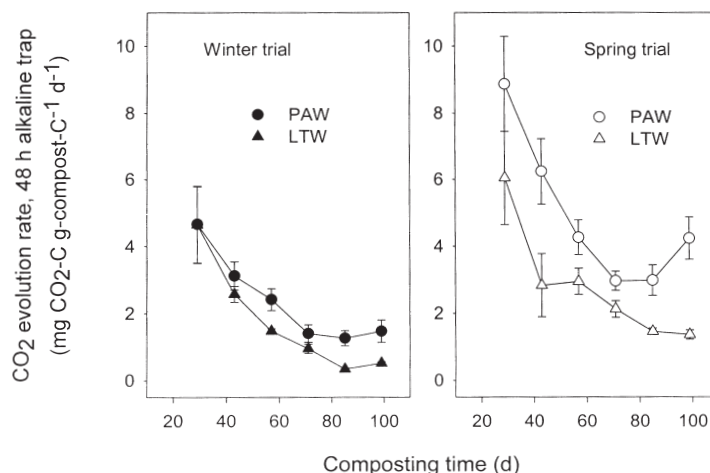 CO2 evolution rate, 48 h alkaline trap
(mg CO2-C g-compost-C-1 d-1)
10
8
6
4
2
0
Winter trial
PAW
LTW
20 40 60 80 100
10
8
6
4
2
0
Spring trial
PAW
LTW
20 40 60 80 100
Composting time (d)